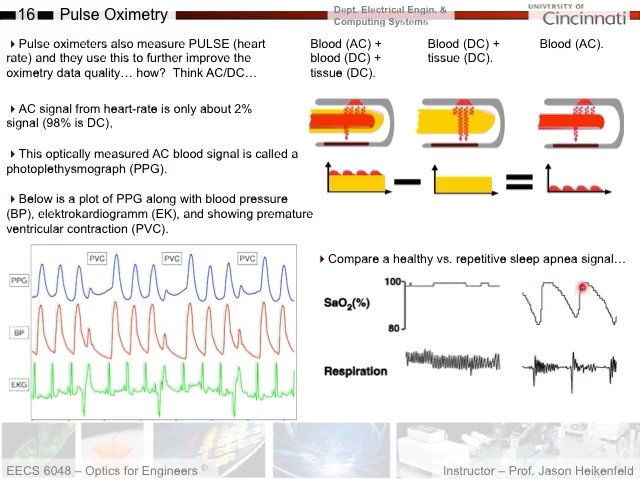 16 Pulse Oximetry
Dept. Electrical Engin. &
Computing Systems
UNIVERSITY OF
Cincinnati
Pulse oximeters also measure PULSE (heart
rate) and they use this to further improve the
oximetry data quality… how? Think AC/DC…
AC signal from heart-rate is only about 2%
signal (98% is DC),
This optically measured AC blood signal is called a
photoplethysmograph (PPG).
Below is a plot of PPG along with blood pressure
(BP), elektrokardiogramm (EK), and showing premature
ventricular contraction (PVC).
Blood (AC) +
blood (DC) +
tissue (DC).
Blood (DC) +
tissue (DC).
Blood (AC).
PPG
PVC
PVC
PVC
BP
EKG
Compare a healthy vs. repetitive sleep apnea signal…
100
SaO2(%)
80
Respiration
EECS 6048 – Optics for Engineers ©
Instructor – Prof. Jason Heikenfeld